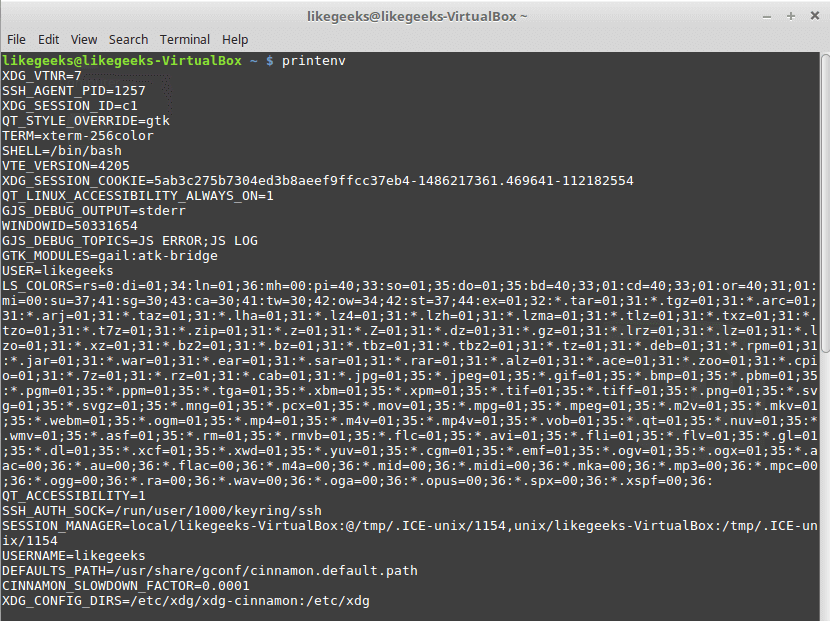 likegeeks@likegeeks-VirtualBox ~
File Edit View Search Terminal Help
likegeeks@likegeeks-VirtualBox ~ $ printenv
XDG_VTNR=7
SSH_AGENT_PID=1257
XDG_SESSION_ID=c1
QT_STYLE_OVERRIDE=gtk
TERM=xterm-256color
SHELL=/bin/bash
VTE_VERSION=4205
XDG_SESSION_COOKIE=5ab3c275b7304ed3b8aeef9ffcc37eb4-1486217361.469641-112182554
QT_LINUX_ACCESSIBILITY_ALWAYS_ON=1
GJS_DEBUG_OUTPUT=stderr
WINDOWID=50331654
GJS_DEBUG_TOPICS=JS ERROR;JS LOG
GTK_MODULES=gail:atk-bridge
USER=likegeeks
LS_COLORS=rs=0:di=01;34:ln=01;36:mh=00:pi=40;33:so=01;35:do=01;35:bd=40;33;01:cd=40;33;01:or=40;31;01:
mi=00:su=37;41:sg=30;43:ca=30;41:tw=30;42:ow=34;42:st=37;44:ex=01;32:*.tar=01;31:*.tgz=01;31:*.arc=01;
31:*.arj=01;31:*.taz=01;31:*.lha=01;31:*.lz4=01;31:*.lzh=01;31:*.lzma=01;31:*.tlz=01;31:*.txz=01;31:*.
tzo=01;31:*.t7z=01;31:*.zip=01;31:*.z=01;31:*.Z=01;31:*.dz=01;31:*.gz=01;31:*.lrz=01;31:*.lz=01;31:*.l
zo=01;31:*.xz=01;31:*.bz2=01;31:*.bz=01;31:*.tbz=01;31:*.tbz2=01;31:*.tz=01;31:*.deb=01;31:*.rpm=01;31
:*.jar=01;31:*.war=01;31:*.ear=01;31:*.sar=01;31:*.rar=01;31:*.alz=01;31:*.ace=01;31:*.zoo=01;31:*.cpi
o=01;31:*.7z=01;31:*.rz=01;31:*.cab=01;31:*.jpg=01;35:*.jpeg=01;35:*.gif=01;35:*.bmp=01;35:*.pbm=01;35
:*.pgm=01;35:*.ppm=01;35:*.tga=01;35:*.xbm=01;35:*.xpm=01;35:*.tif=01;35:*.tiff=01;35:*.png=01;35:*.sv
g=01;35:*.svgz=01;35:*.mng=01;35:*.pcx=01;35:*.mov=01;35:*.mpg=01;35:*.mpeg=01;35:*.m2v=01;35:*.mkv=01
;35:*.webm=01;35:*.ogm=01;35:*.mp4=01;35:*.m4v=01;35:*.mp4v=01;35:*.vob=01;35:*.qt=01;35:*.nuv=01;35:*
.wmv=01;35:*.asf=01;35:*.rm=01;35:*.rmvb=01;35:*.flc=01;35:*.avi=01;35:*.fli=01;35:*.flv=01;35:*.gl=01
;35:*.dl=01;35:*.xcf=01;35:*.xwd=01;35:*.yuv=01;35:*.cgm=01;35:*.emf=01;35:*.ogv=01;35:*.ogx=01;35:*.a
ac=00;36:*.au=00;36:*.flac=00;36:*.m4a=00;36:*.mid=00;36:*.midi=00;36:*.mka=00;36:*.mp3=00;36:*.mpc=00
;36:*.ogg=00;36:*.ra=00;36:*.wav=00;36:*.oga=00;36:*.opus=00;36:*.spx=00;36:*.xspf=00;36:
QT_ACCESSIBILITY=1
SSH_AUTH_SOCK=/run/user/1000/keyring/ssh
SESSION_MANAGER=local/likegeeks-VirtualBox:@/tmp/.ICE-unix/1154,unix/likegeeks-VirtualBox:/tmp/.ICE-un
ix/1154
USERNAME=likegeeks
DEFAULTS_PATH=/usr/share/gconf/cinnamon.default.path
CINNAMON_SLOWDOWN_FACTOR=0.0001
XDG_CONFIG_DIRS=/etc/xdg/xdg-cinnamon:/etc/xdg